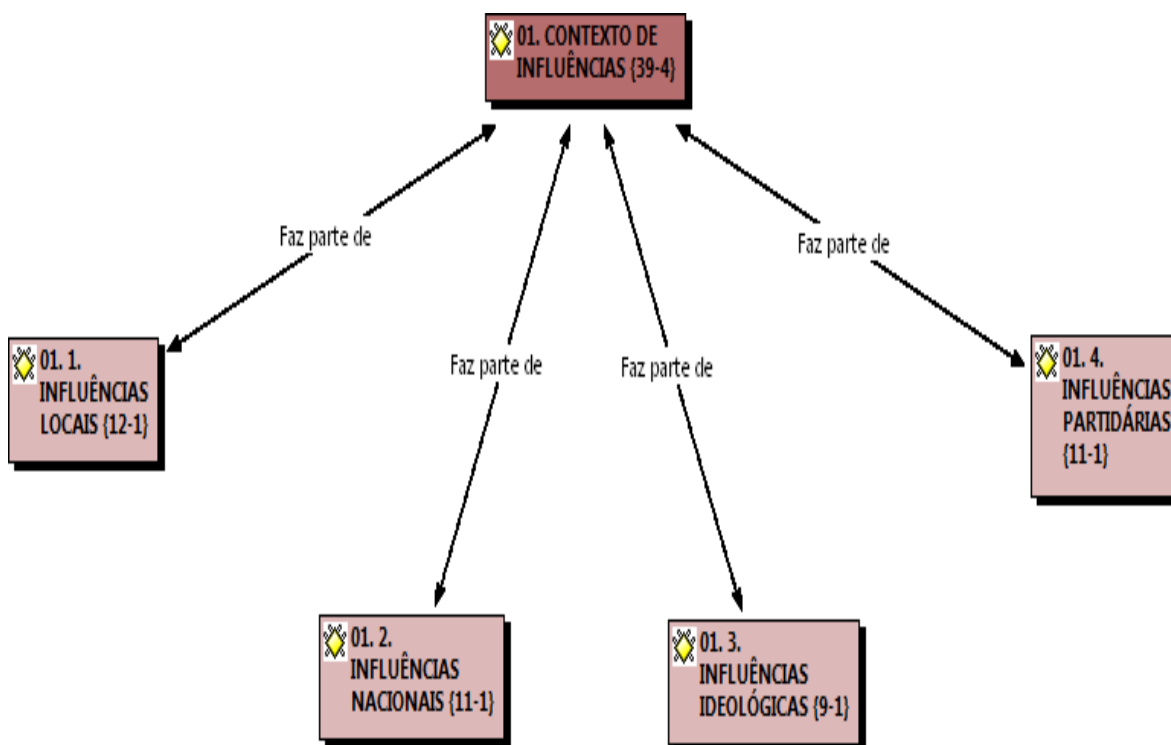 01. CONTEXTO DE
INFLUÊNCIAS {39-4}
Faz parte de
Faz parte de
Faz parte de
Faz parte de
01. 1.
INFLUÊNCIAS
LOCAIS {12-1}
01. 4.
INFLUÊNCIAS
PARTIDÁRIAS
{11-1}
01. 2.
INFLUÊNCIAS
NACIONAIS {11-1}
01. 3.
INFLUÊNCIAS
IDEOLÓGICAS {9-1}